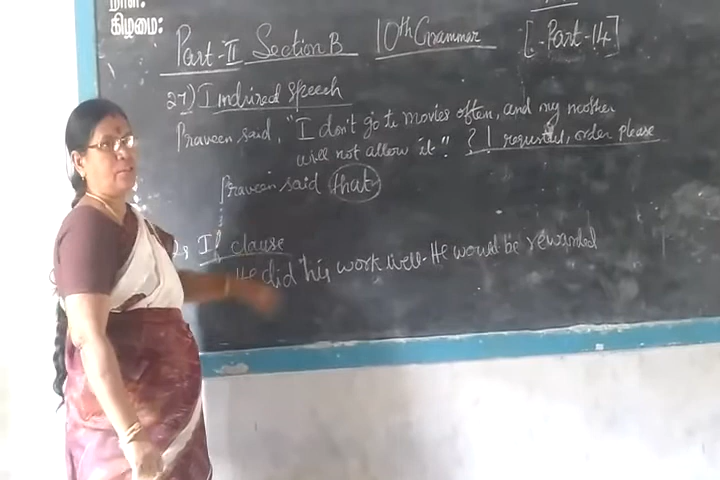 நாள்:
கிழமை:
Part-II Section B 10th Grammar [-Part-14]
27) Indirect speech
Praveen said, "I don't go to movies often, and my mother
will not allow it." ? ! requested, order please
Praveen said that
If clause
He did his work well. He would be rewarded